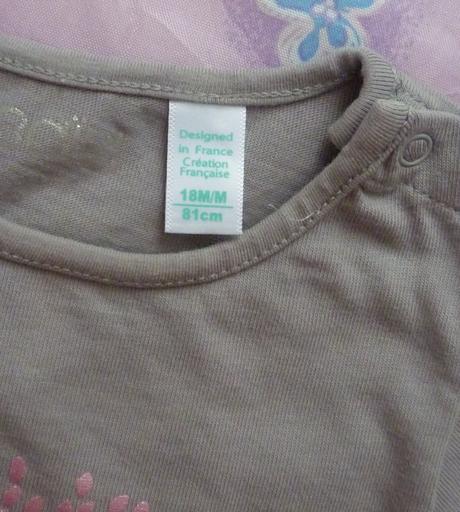 Designed
in France
Création
Française
18M/M
81cm